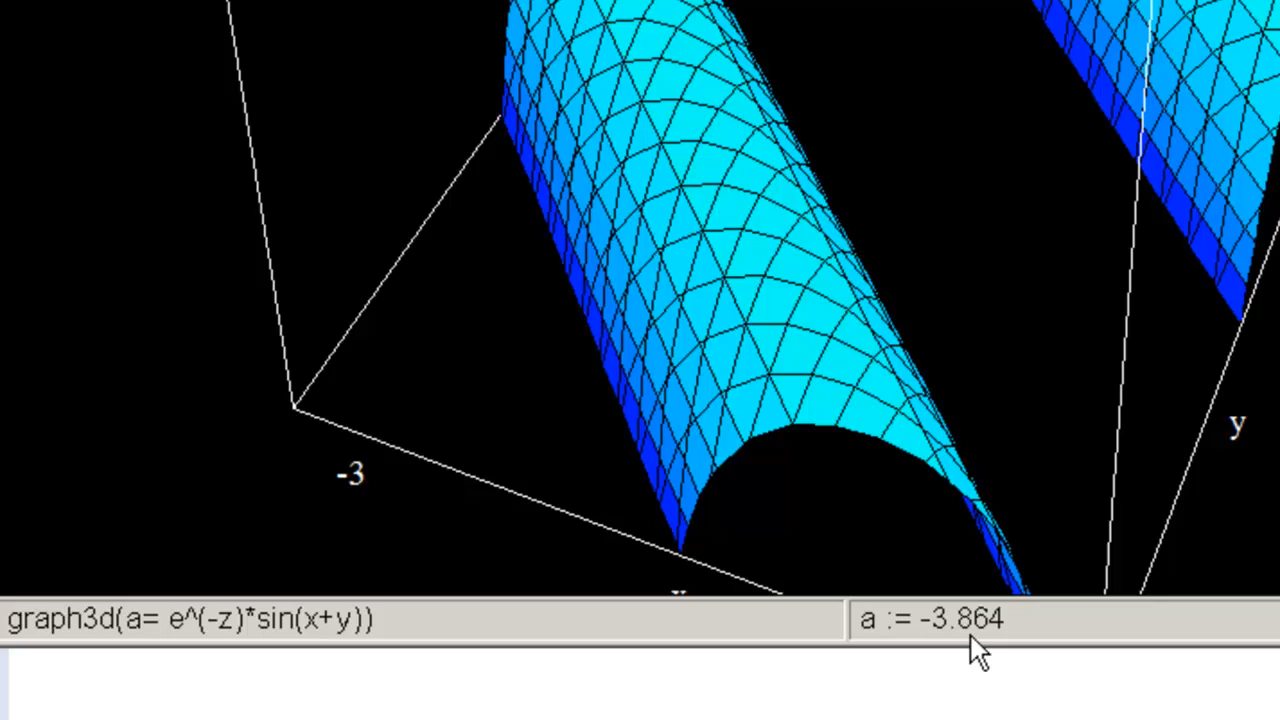 y
-3
x
graph3d(a= e^(-z)*sin(x+y))
a := -3.864